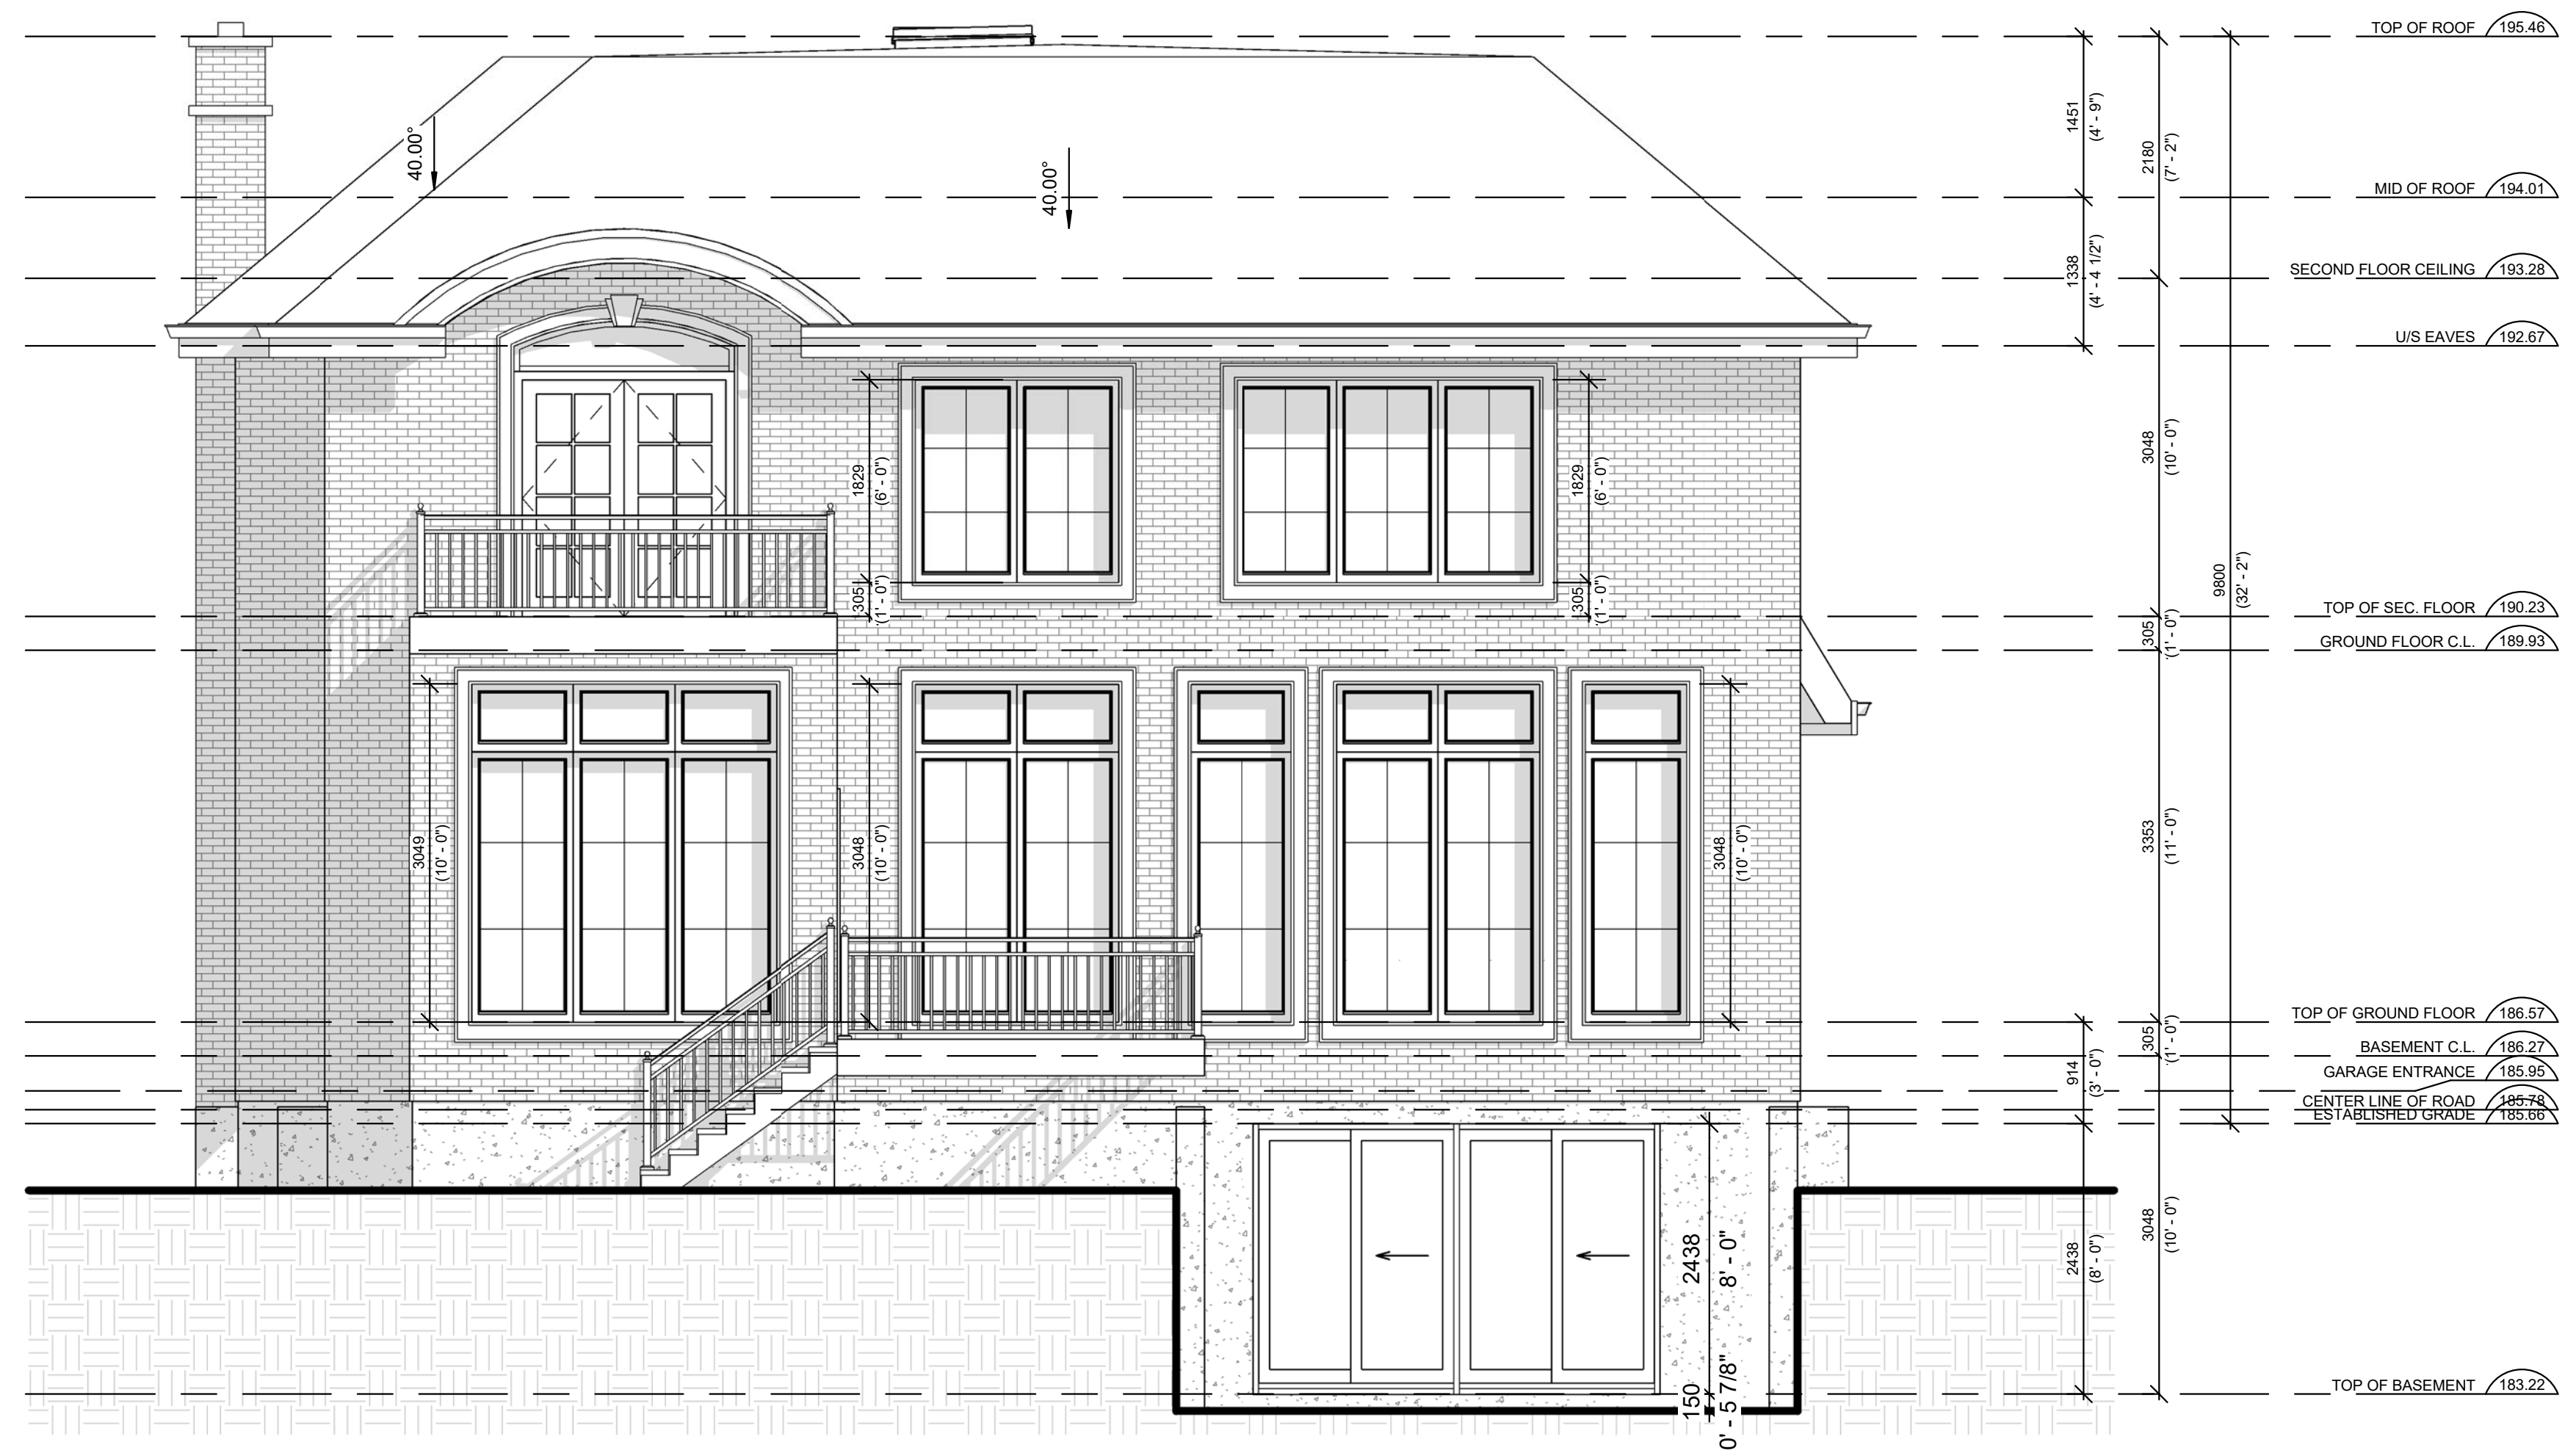 TOP OF ROOF 195.46
1451
(4' - 9")
2180
(7' - 2")
40.00°
40.00°
MID OF ROOF 194.01
1338
(4' - 4 1/2")
SECOND FLOOR CEILING 193.28
U/S EAVES 192.67
1829
(6' - 0")
1829
(6' - 0")
3048
(10' - 0")
305
(1' - 0")
305
(1' - 0")
9800
(32' - 2")
TOP OF SEC. FLOOR 190.23
305
(1' - 0")
GROUND FLOOR C.L. 189.93
3049
(10' - 0")
3048
(10' - 0")
3048
(10' - 0")
3353
(11' - 0")
TOP OF GROUND FLOOR 186.57
305
(1' - 0")
914
(3' - 0")
BASEMENT C.L. 186.27
GARAGE ENTRANCE 185.95
CENTER LINE OF ROAD 185.78
ESTABLISHED GRADE 185.66
2438
8' - 0"
2438
(8' - 0")
3048
(10' - 0")
150
0' - 5 7/8"
TOP OF BASEMENT 183.22